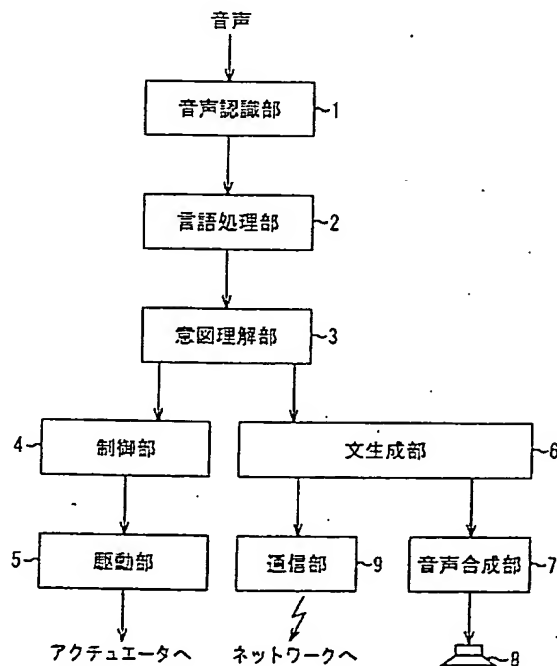 音声
音声認識部 1
言語処理部 2
意図理解部 3
4 制御部
文生成部 6
5 駆動部
通信部 9
音声合成部 7
アクチュエータへ
ネットワークへ
8